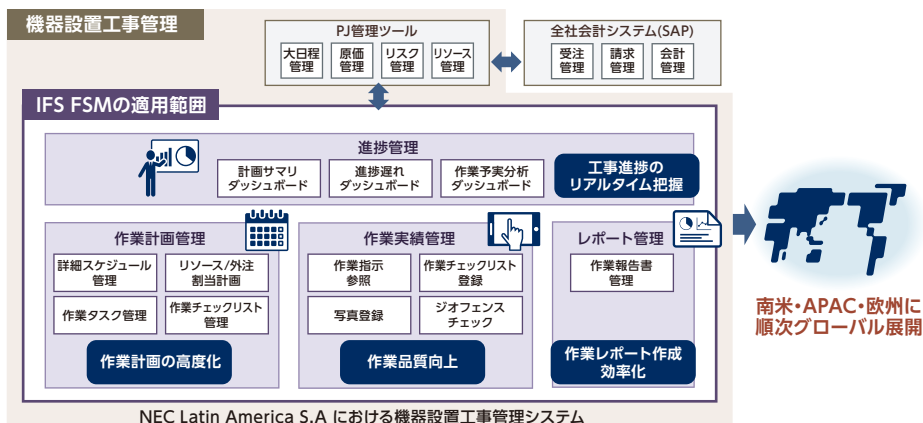 機器設置工事管理
PJ管理ツール
大日程
管理
原価
管理
リスク
管理
リソース
管理
全社会計システム(SAP)
受注
管理
請求
管理
会計
管理
IFS FSMの適用範囲
進捗管理
計画サマリ
ダッシュボード
進捗遅れ
ダッシュボード
作業予実分析
ダッシュボード
工事進捗の
リアルタイム把握
作業計画管理
詳細スケジュール
管理
リソース/外注
割当計画
作業タスク管理
作業チェックリスト
管理
作業計画の高度化
作業実績管理
作業指示
参照
作業チェックリスト
登録
写真登録
ジオフェンス
チェック
作業品質向上
レポート管理
作業報告書
管理
作業レポート作成
効率化
南米・APAC・欧州に
順次グローバル展開
NEC Latin America S.A における機器設置工事管理システム